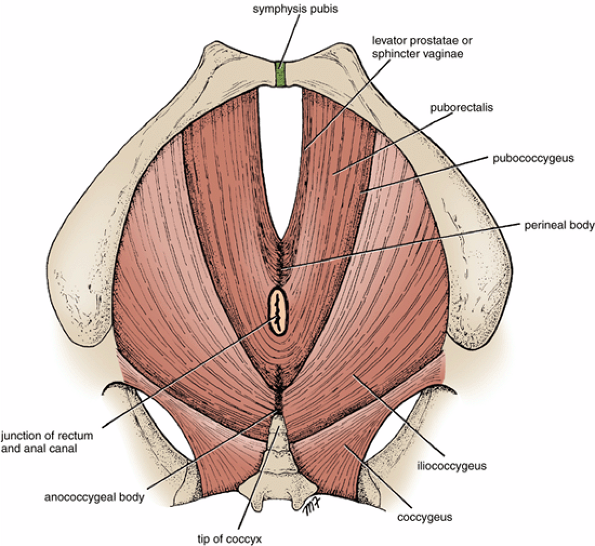 symphysis pubis
levator prostatae or
sphincter vaginae
puborectalis
pubococcygeus
perineal body
junction of rectum
and anal canal
iliococcygeus
anococcygeal body
coccygeus
tip of coccyx